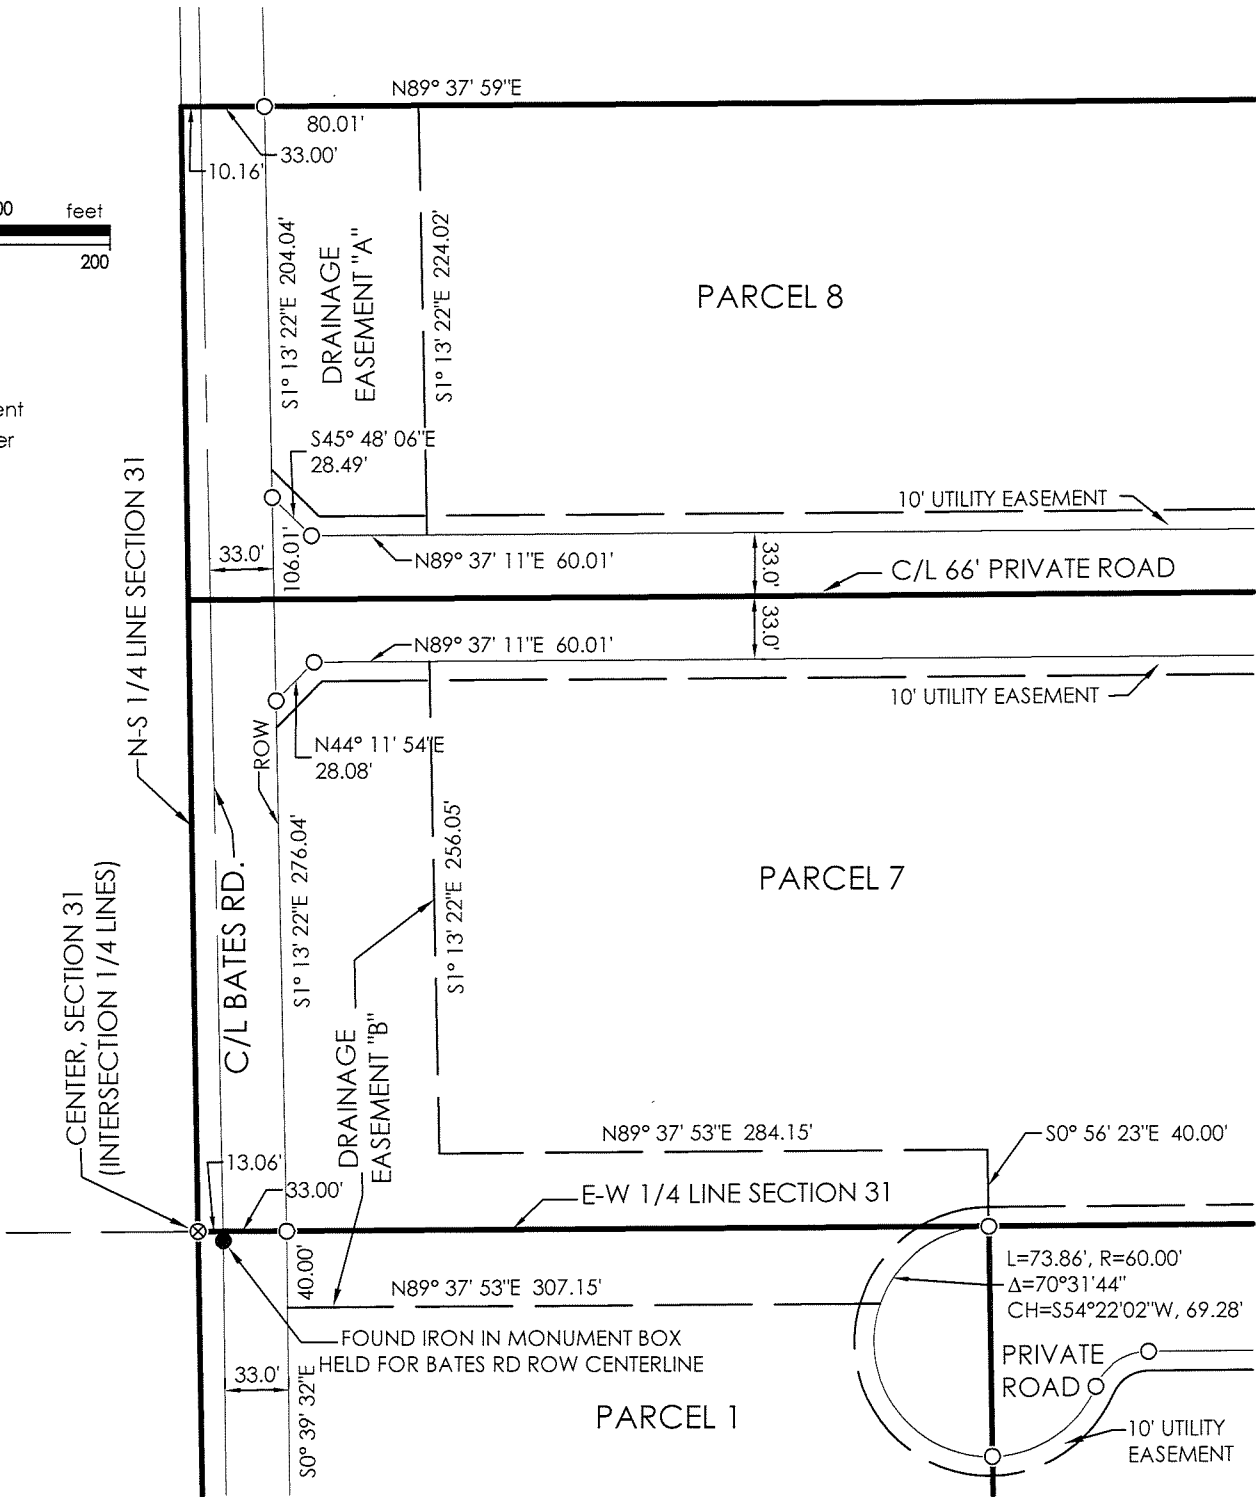 N89° 37' 59"E
80.01'
33.00'
10.16'
00 feet
200
S1° 13' 22"E 204.04'
DRAINAGE
EASEMENT "A"
S1° 13' 22"E 224.02'
PARCEL 8
ent
er
S45° 48' 06"E
28.49'
10' UTILITY EASEMENT
N-S 1/4 LINE SECTION 31
33.0'
106.01'
N89° 37' 11"E 60.01'
33.0'
C/L 66' PRIVATE ROAD
33.0'
N89° 37' 11"E 60.01'
10' UTILITY EASEMENT
ROW
N44° 11' 54"E
28.08'
S1° 13' 22"E 276.04'
C/L BATES RD.
S1° 13' 22"E 256.05'
PARCEL 7
CENTER, SECTION 31
(INTERSECTION 1/4 LINES)
DRAINAGE
EASEMENT "B"
N89° 37' 53"E 284.15'
S0° 56' 23"E 40.00'
13.06'
33.00'
E-W 1/4 LINE SECTION 31
40.00'
N89° 37' 53"E 307.15'
L=73.86', R=60.00'
Δ=70°31'44"
CH=S54°22'02"W, 69.28'
FOUND IRON IN MONUMENT BOX
HELD FOR BATES RD ROW CENTERLINE
33.0'
S0° 39' 32"E
PRIVATE
ROAD
PARCEL 1
10' UTILITY
EASEMENT